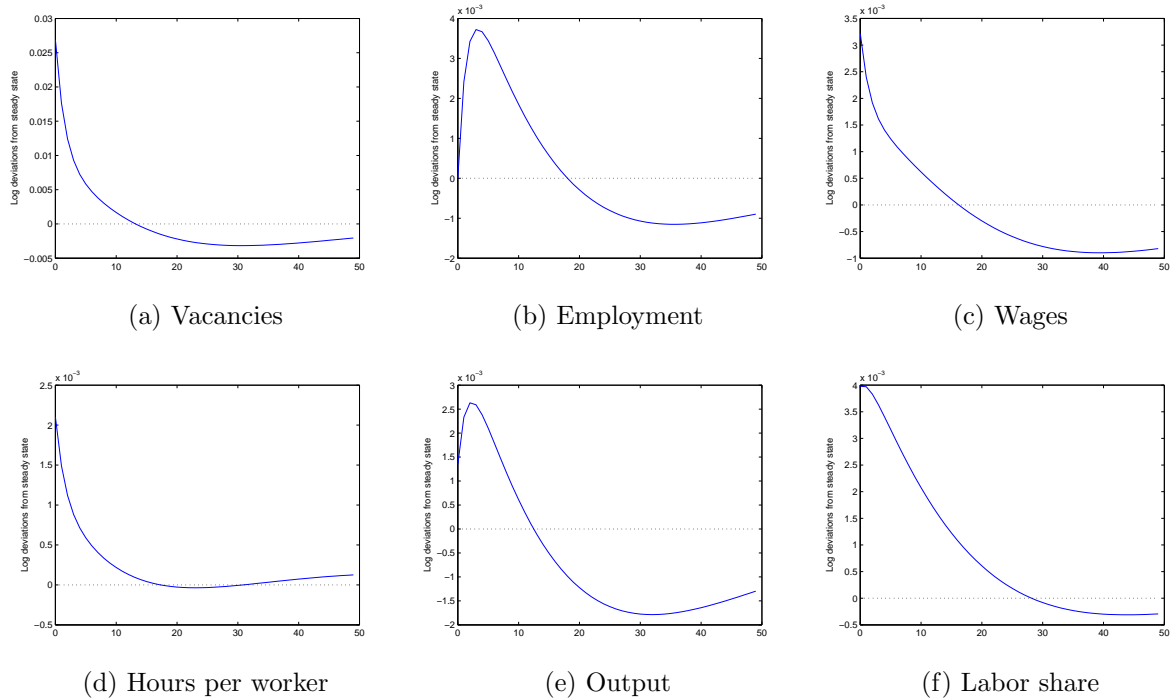 Log deviations from steady state
0.03
0.025
0.02
0.015
0.01
0.005
0
−0.005
0 10 20 30 40 50
(a) Vacancies
x 10⁻³
Log deviations from steady state
4
3
2
1
0
−1
−2
0 10 20 30 40 50
(b) Employment
x 10⁻³
Log deviations from steady state
3.5
3
2.5
2
1.5
1
0.5
0
−0.5
−1
0 10 20 30 40 50
(c) Wages
x 10⁻³
Log deviations from steady state
2.5
2
1.5
1
0.5
0
−0.5
0 10 20 30 40 50
(d) Hours per worker
x 10⁻³
Log deviations from steady state
3
2.5
2
1.5
1
0.5
0
−0.5
−1
−1.5
−2
0 10 20 30 40 50
(e) Output
x 10⁻³
Log deviations from steady state
4
3.5
3
2.5
2
1.5
1
0.5
0
−0.5
0 10 20 30 40 50
(f) Labor share